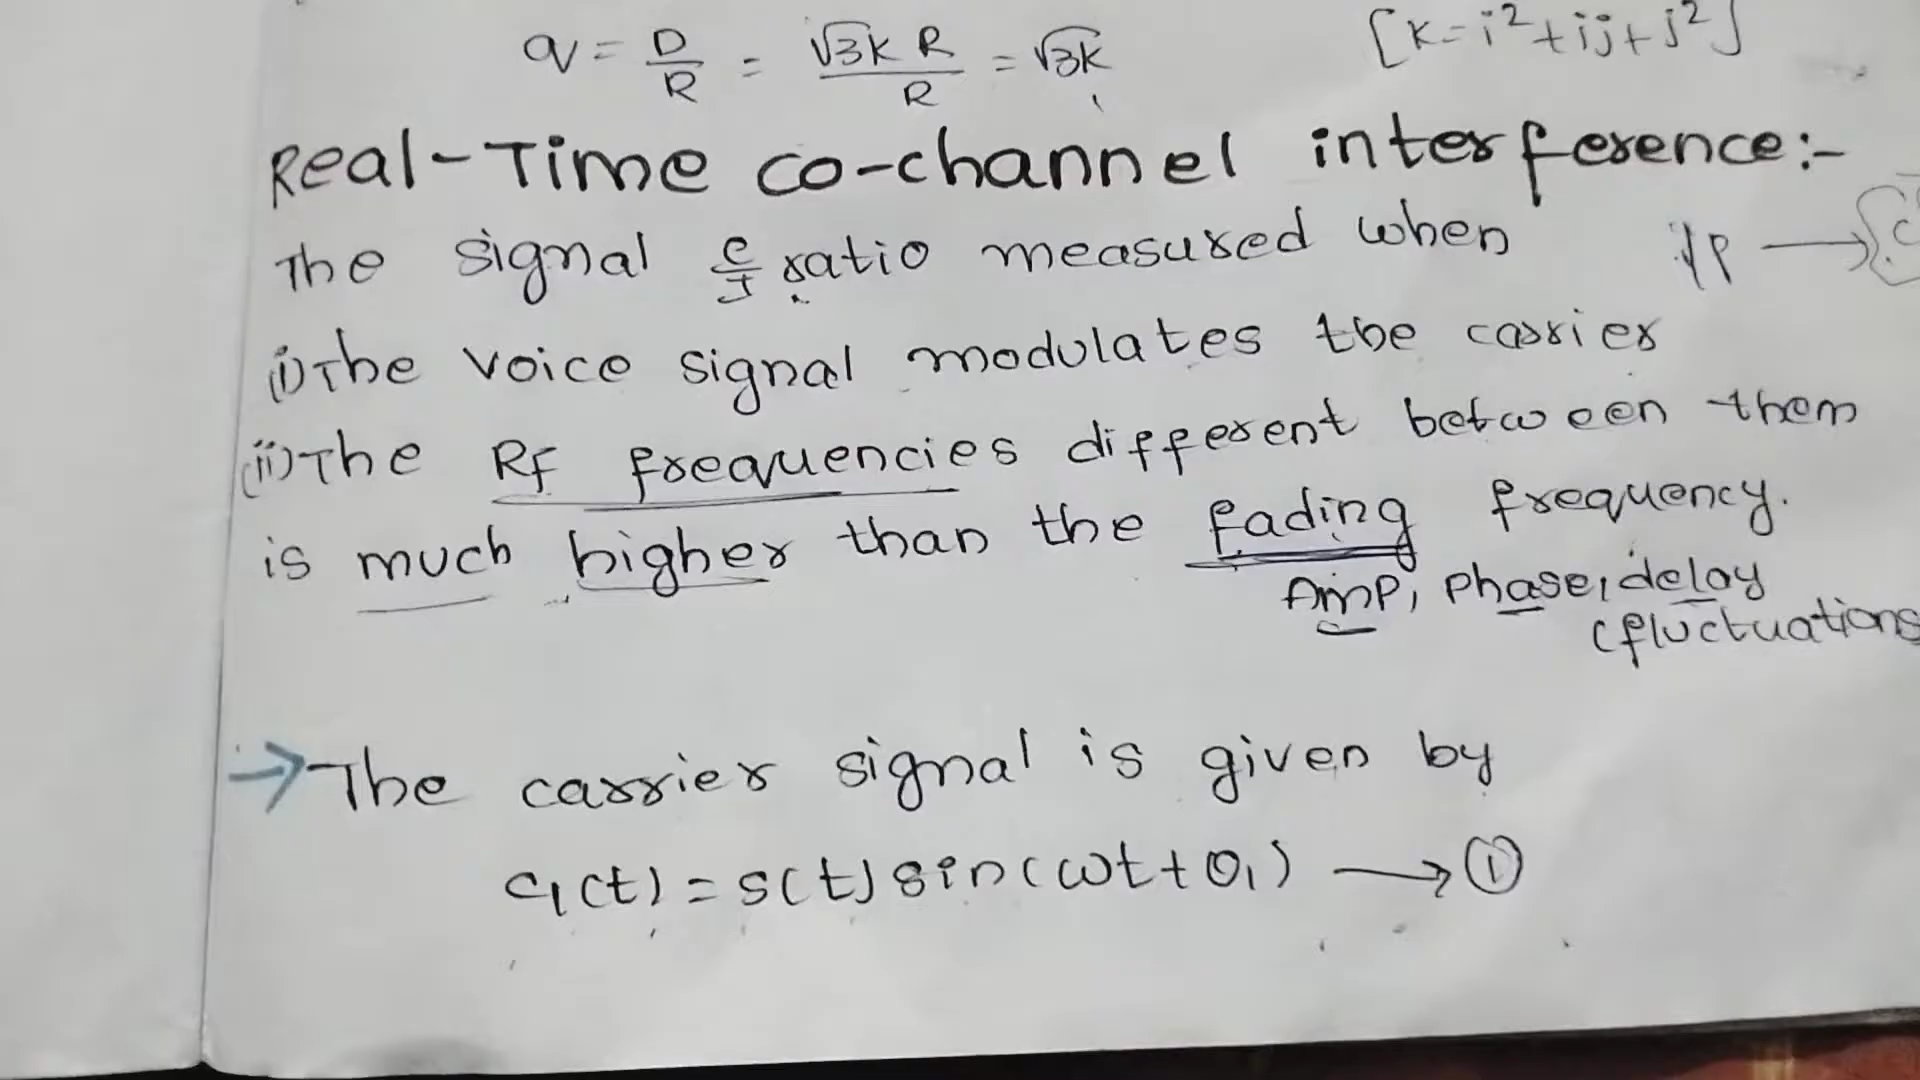 q = D/R = √3K R/R = √3K [K=i²+ij+j²]
Real-Time co-channel interference:-
The signal C/I ratio measured when
I/P →
(i) The voice signal modulates the carrier
(ii) The RF frequencies different between them
is much higher than the fading frequency.
Amp, phase, delay
(fluctuations
→ The carrier signal is given by
C₁(t) = s(t) sin(ωt + θ₁) → ①